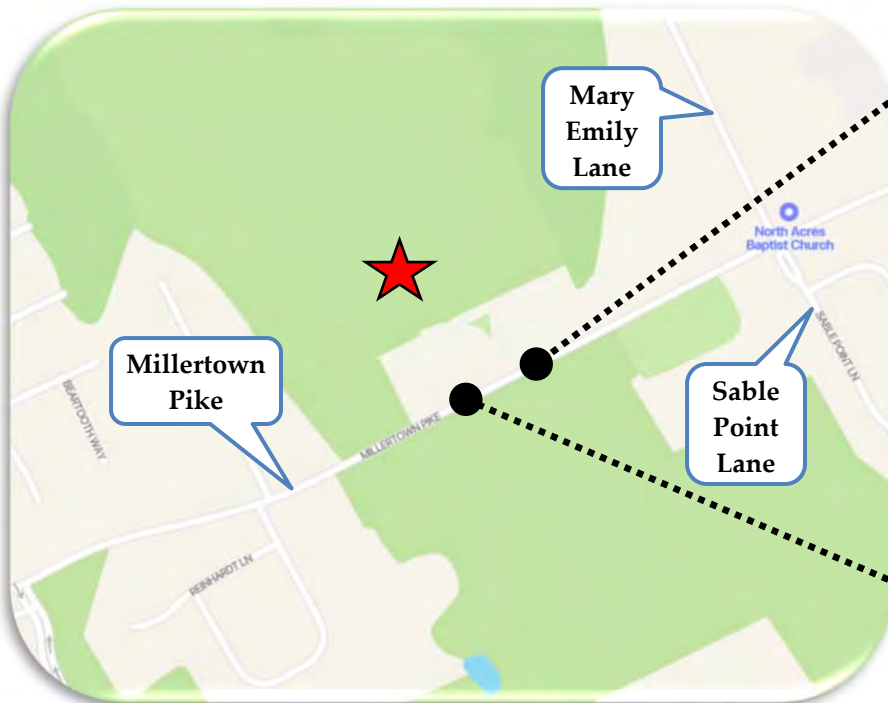 Mary
Emily
Lane
North Acres
Baptist Church
SABLE POINT LN
Millertown
Pike
BEARTOOTH WAY
MILLERTOWN PIKE
Sable
Point
Lane
REINHARDT LN